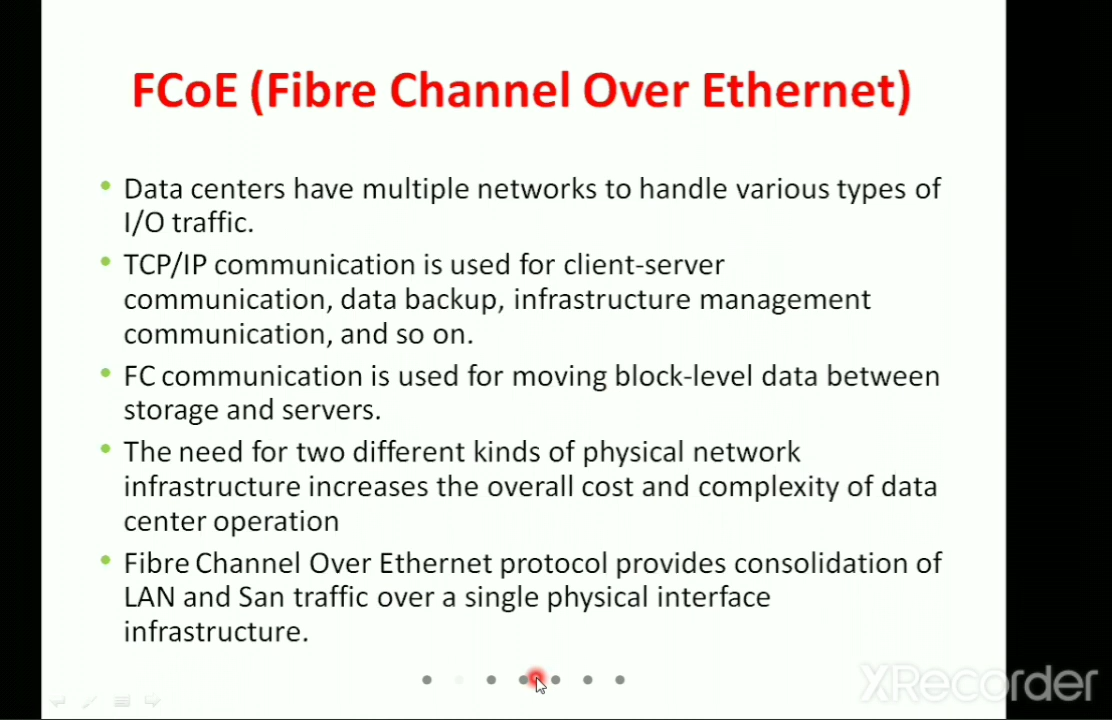 FCoE (Fibre Channel Over Ethernet)
• Data centers have multiple networks to handle various types of
I/O traffic.
• TCP/IP communication is used for client-server
communication, data backup, infrastructure management
communication, and so on.
• FC communication is used for moving block-level data between
storage and servers.
• The need for two different kinds of physical network
infrastructure increases the overall cost and complexity of data
center operation
• Fibre Channel Over Ethernet protocol provides consolidation of
LAN and San traffic over a single physical interface
infrastructure.
XRecorder